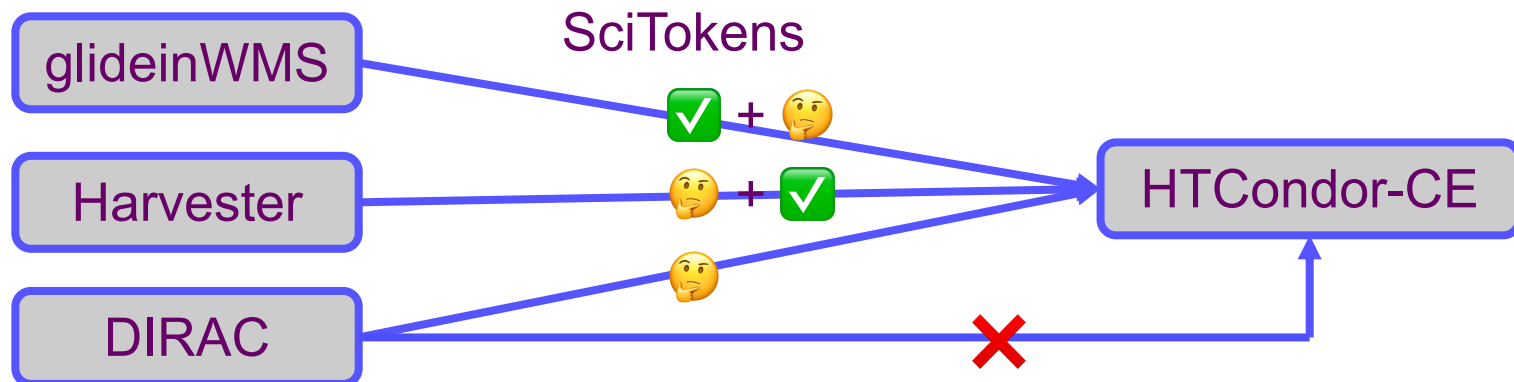 SciTokens
glideinWMS
✅ + 🤔
Harvester
🤔 + ✅
HTCondor-CE
🤔
DIRAC
❌